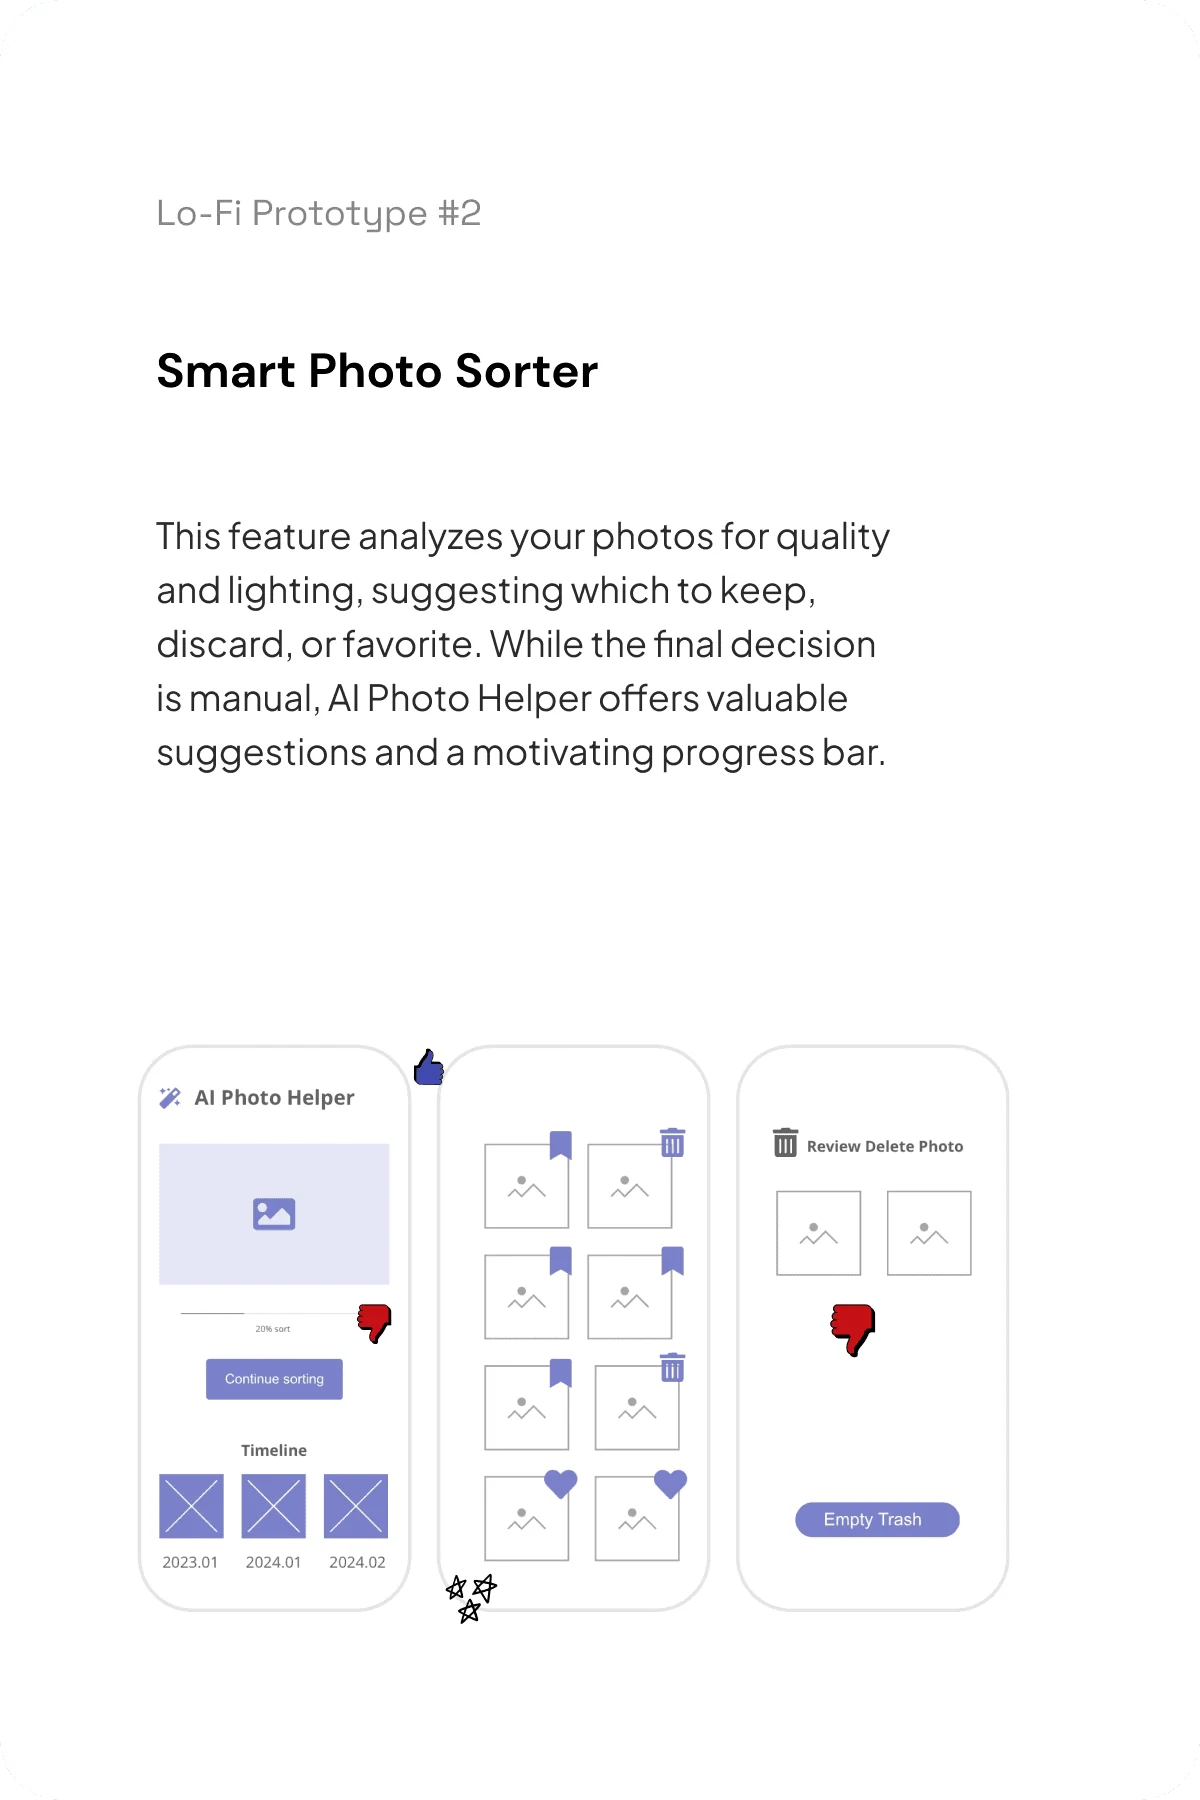 Lo-Fi Prototype #2
Smart Photo Sorter
This feature analyzes your photos for quality
and lighting, suggesting which to keep,
discard, or favorite. While the final decision
is manual, AI Photo Helper offers valuable
suggestions and a motivating progress bar.
AI Photo Helper
20% sort
Continue sorting
Timeline
2023.01 2024.01 2024.02
Review Delete Photo
Empty Trash